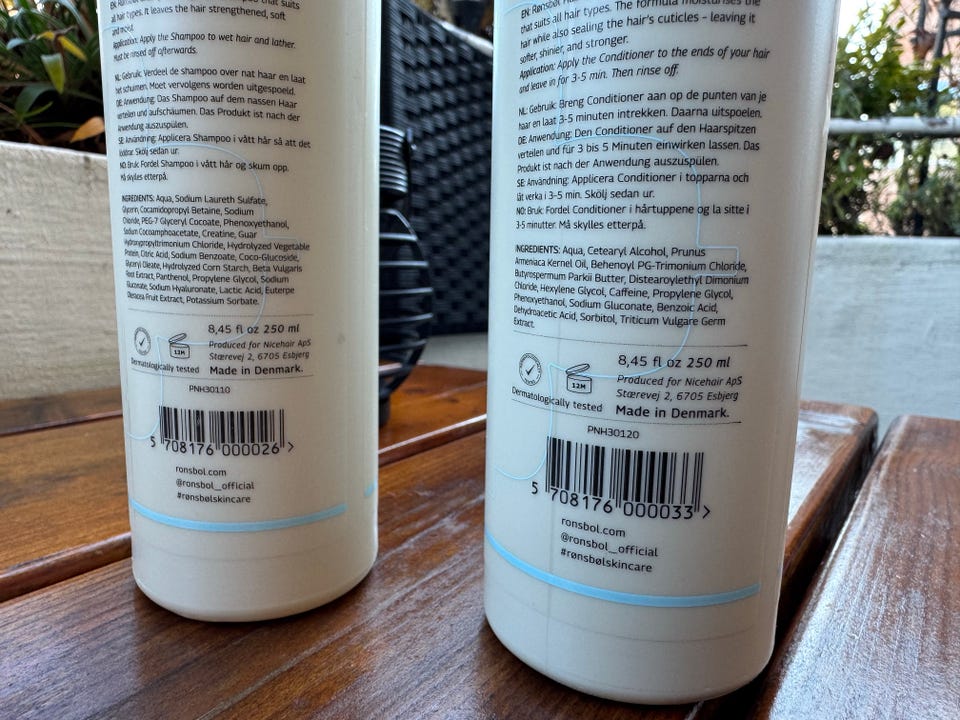 that suits
all hair types. It leaves the hair strengthened, soft
and moist.
Application: Apply the Shampoo to wet hair and lather.
Must be rinsed off afterwards.
NL: Gebruik: Verdeel de shampoo over nat haar en laat
het schuimen. Moet vervolgens worden uitgespoeld.
DE: Anwendung: Das Shampoo auf dem nassen Haar
verteilen und aufschäumen. Das Produkt ist nach der
Anwendung auszuspülen.
SE: Användning: Applicera Shampoo i vått hår så att det
löddrar. Skölj sedan ur.
NO: Bruk: Fordel Shampoo i vått hår og skum opp.
Må skylles etterpå.
INGREDIENTS: Aqua, Sodium Laureth Sulfate,
Glycerin, Cocamidopropyl Betaine, Sodium
Chloride, PEG-7 Glyceryl Cocoate, Phenoxyethanol,
Sodium Cocoamphoacetate, Creatine, Guar
Hydroxypropyltrimonium Chloride, Hydrolyzed Vegetable
Protein, Citric Acid, Sodium Benzoate, Coco-Glucoside,
Glyceryl Oleate, Hydrolyzed Corn Starch, Beta Vulgaris
Root Extract, Panthenol, Propylene Glycol, Sodium
Gluconate, Sodium Hyaluronate, Lactic Acid, Euterpe
Oleracea Fruit Extract, Potassium Sorbate.
12M
8,45 fl oz 250 ml
Produced for Nicehair ApS
Stærevej 2, 6705 Esbjerg
Dermatologically tested
Made in Denmark.
PNH30110
5 708176 000026 >
ronsbol.com
@ronsbol_official
#rønsbølskincare
EN: Rønsbøl
that suits all hair types. The formula moisturises the
hair while also sealing the hair's cuticles – leaving it
softer, shinier, and stronger.
Application: Apply the Conditioner to the ends of your hair
and leave in for 3-5 min. Then rinse off.
NL: Gebruik: Breng Conditioner aan op de punten van je
haar en laat 3-5 minuten intrekken. Daarna uitspoelen.
DE: Anwendung: Den Conditioner auf den Haarspitzen
verteilen und für 3 bis 5 Minuten einwirken lassen. Das
Produkt ist nach der Anwendung auszuspülen.
SE: Användning: Applicera Conditioner i topparna och
låt verka i 3-5 min. Skölj sedan ur.
NO: Bruk: Fordel Conditioner i hårtuppene og la sitte i
3-5 minutter. Må skylles etterpå.
INGREDIENTS: Aqua, Cetearyl Alcohol, Prunus
Armeniaca Kernel Oil, Behenoyl PG-Trimonium Chloride,
Butyrospermum Parkii Butter, Distearoylethyl Dimonium
Chloride, Hexylene Glycol, Caffeine, Propylene Glycol,
Phenoxyethanol, Sodium Gluconate, Benzoic Acid,
Dehydroacetic Acid, Sorbitol, Triticum Vulgare Germ
Extract.
12M
8,45 fl oz 250 ml
Produced for Nicehair ApS
Stærevej 2, 6705 Esbjerg
Dermatologically tested
Made in Denmark.
PNH30120
5 708176 000033 >
ronsbol.com
@ronsbol_official
#rønsbølskincare